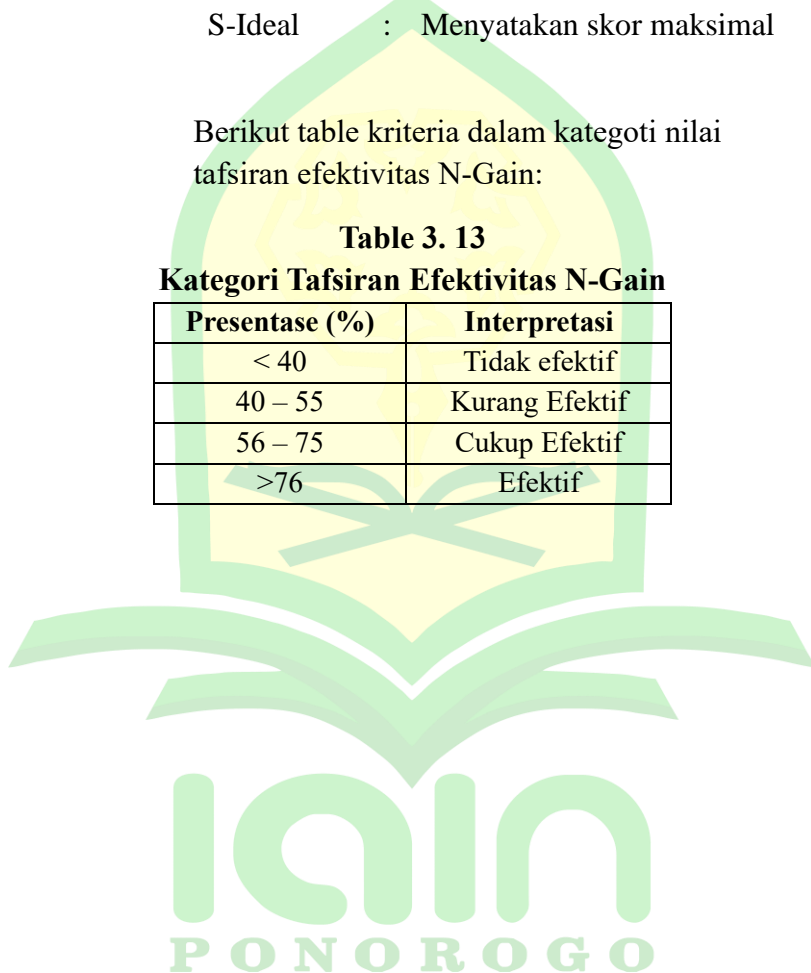 S-Ideal : Menyatakan skor maksimal
Berikut table kriteria dalam kategoti nilai
tafsiran efektivitas N-Gain:
Table 3. 13
Kategori Tafsiran Efektivitas N-Gain
Presentase (%) Interpretasi
< 40 Tidak efektif
40 – 55 Kurang Efektif
56 – 75 Cukup Efektif
>76 Efektif
iain
PONOROGO